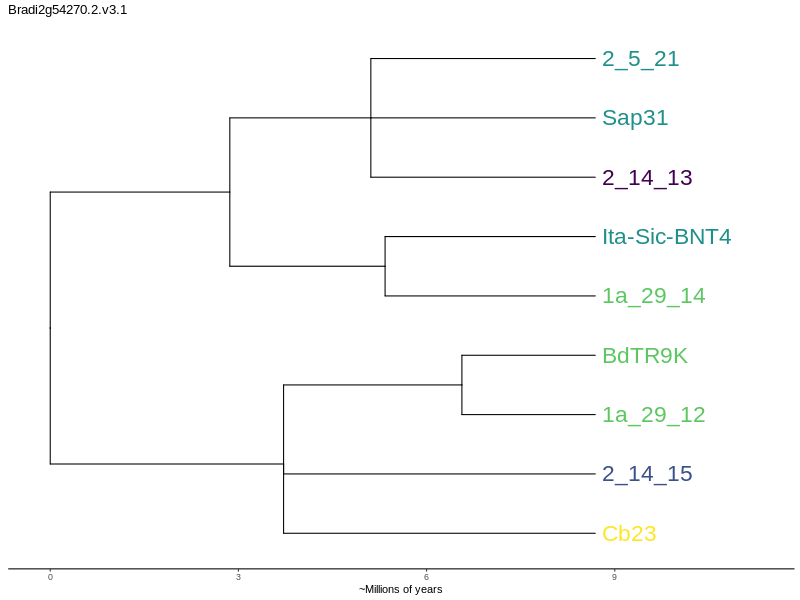 Bradi2g54270.2.v3.1
2_5_21
Sap31
2_14_13
Ita-Sic-BNT4
1a_29_14
BdTR9K
1a_29_12
2_14_15
Cb23
0 3 6 9
~Millions of years